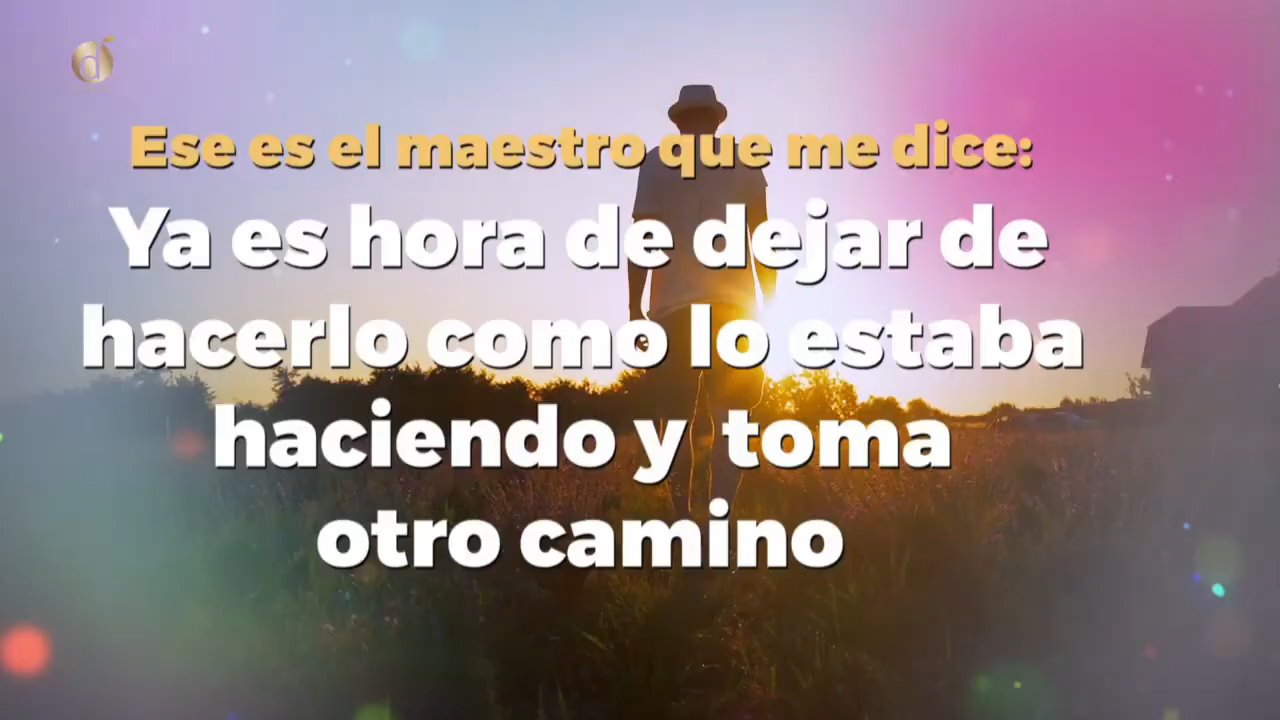 d
Ese es el maestro que me dice:
Ya es hora de dejar de
hacerlo como lo estaba
haciendo y toma
otro camino